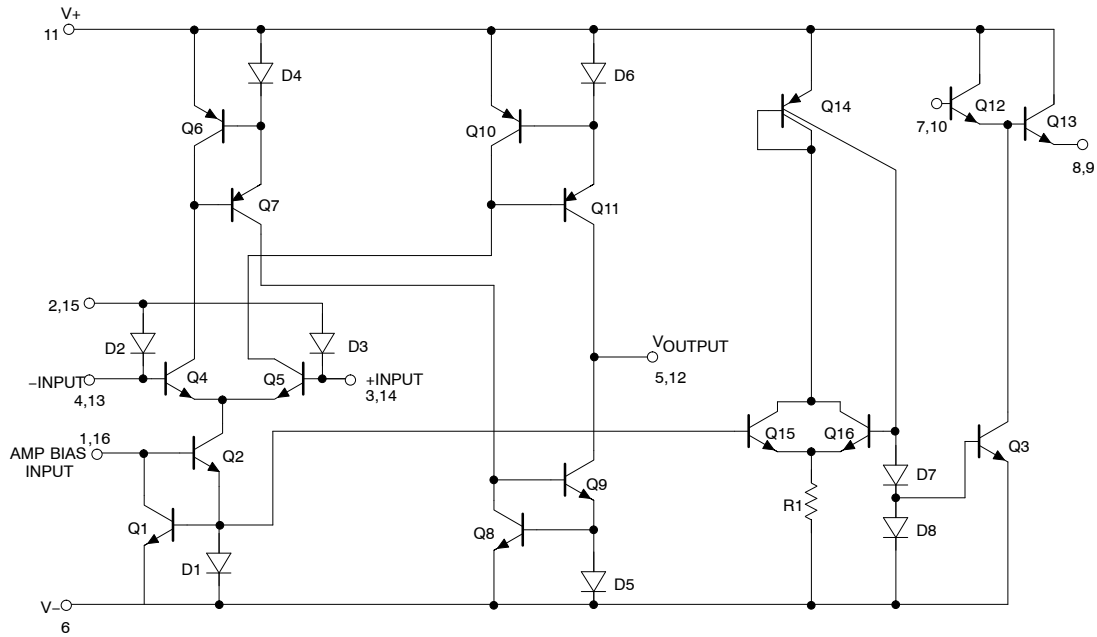 V+
11
D4
D6
Q6
Q10
Q14
Q12
7,10
Q13
8,9
Q7
Q11
2,15
D2
D3
VOUTPUT
5,12
–INPUT
4,13
Q4
Q5
+INPUT
3,14
1,16
AMP BIAS
INPUT
Q2
Q15
Q16
Q3
D7
Q9
R1
Q1
Q8
D8
D1
D5
V–
6